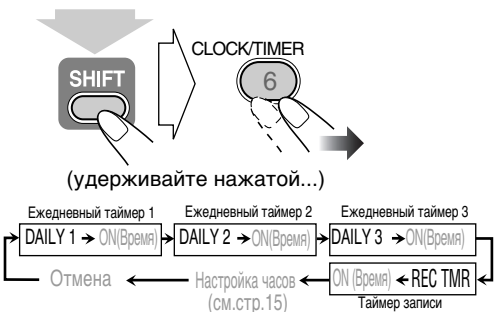 CLOCK/TIMER
SHIFT
6
(удерживайте нажатой...)
Ежедневный таймер 1 Ежедневный таймер 2 Ежедневный таймер 3
DAILY 1 → ON(Время) → DAILY 2 → ON(Время) → DAILY 3 → ON(Время)
Отмена ← Настройка часов ← ON (Время) ← REC TMR
(см.стр.15) Таймер записи